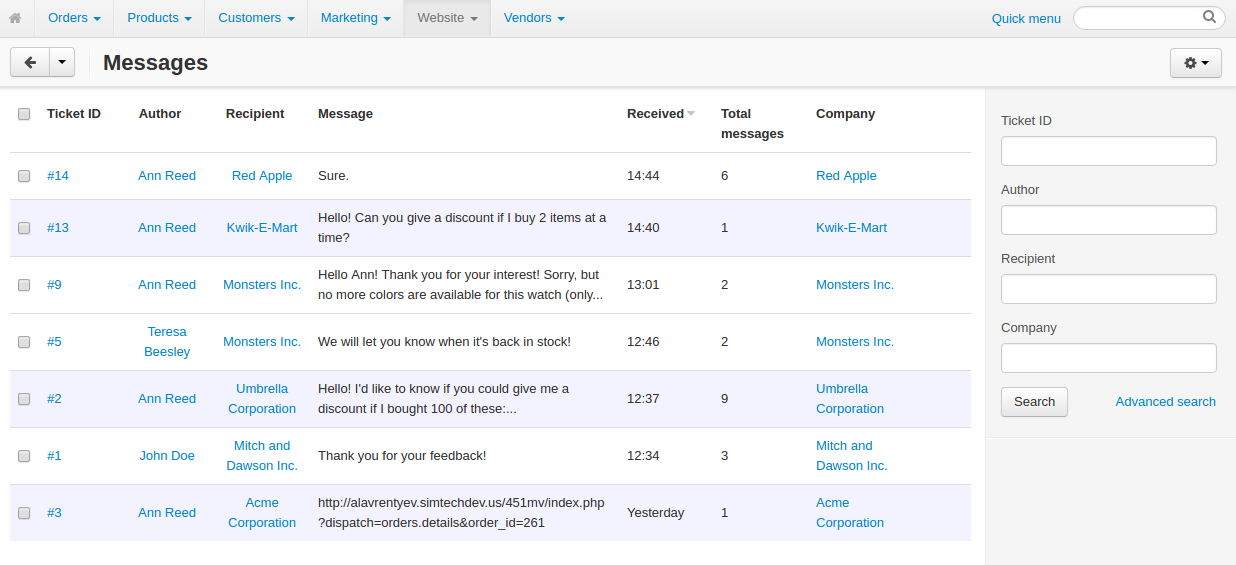 Orders Products Customers Marketing Website Vendors Quick menu
Messages
Ticket ID Author Recipient Message Received Total messages Company
#14 Ann Reed Red Apple Sure. 14:44 6 Red Apple
#13 Ann Reed Kwik-E-Mart Hello! Can you give a discount if I buy 2 items at a
time? 14:40 1 Kwik-E-Mart
#9 Ann Reed Monsters Inc. Hello Ann! Thank you for your interest! Sorry, but
no more colors are available for this watch (only... 13:01 2 Monsters Inc.
#5 Teresa Beesley Monsters Inc. We will let you know when it's back in stock! 12:46 2 Monsters Inc.
#2 Ann Reed Umbrella Corporation Hello! I'd like to know if you could give me a
discount if I bought 100 of these:... 12:37 9 Umbrella Corporation
#1 John Doe Mitch and Dawson Inc. Thank you for your feedback! 12:34 3 Mitch and Dawson Inc.
#3 Ann Reed Acme Corporation http://alavrentyev.simtechdev.us/451mv/index.php
?dispatch=orders.details&order_id=261 Yesterday 1 Acme Corporation
Ticket ID
Author
Recipient
Company
Search Advanced search